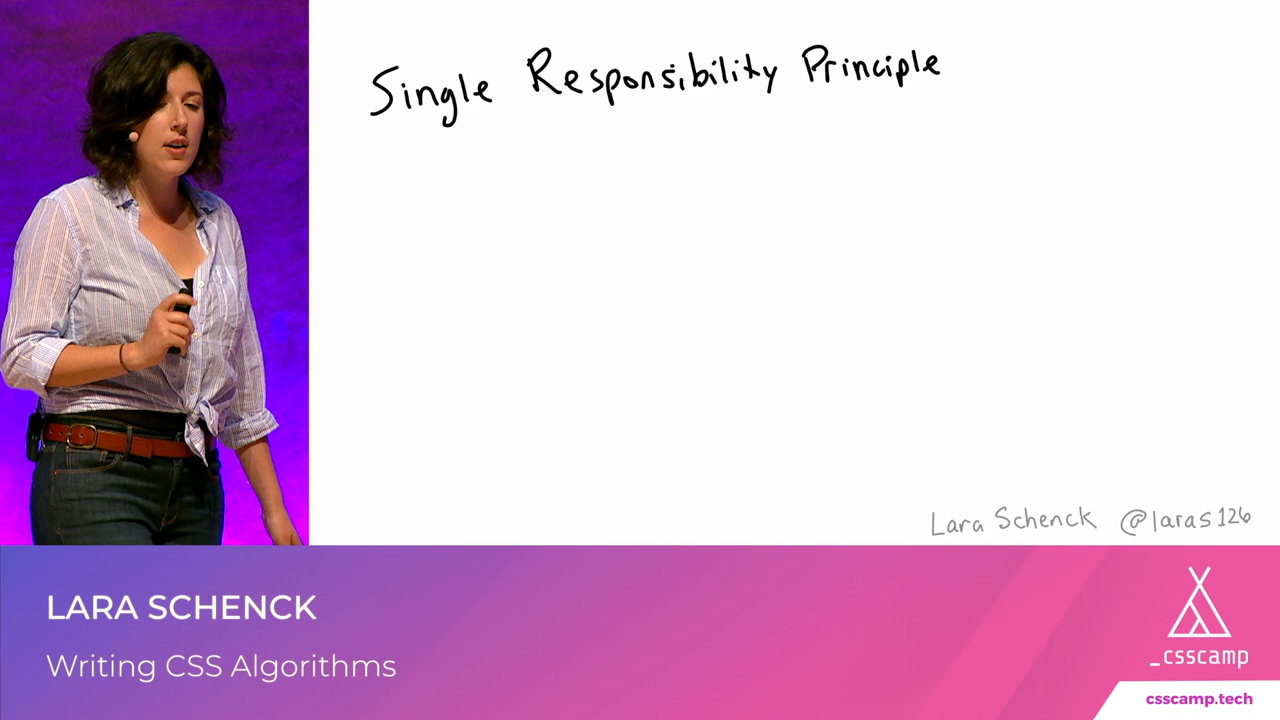 Single Responsibility Principle
Lara Schenck @laras126
LARA SCHENCK
Writing CSS Algorithms
_csscamp
csscamp.tech